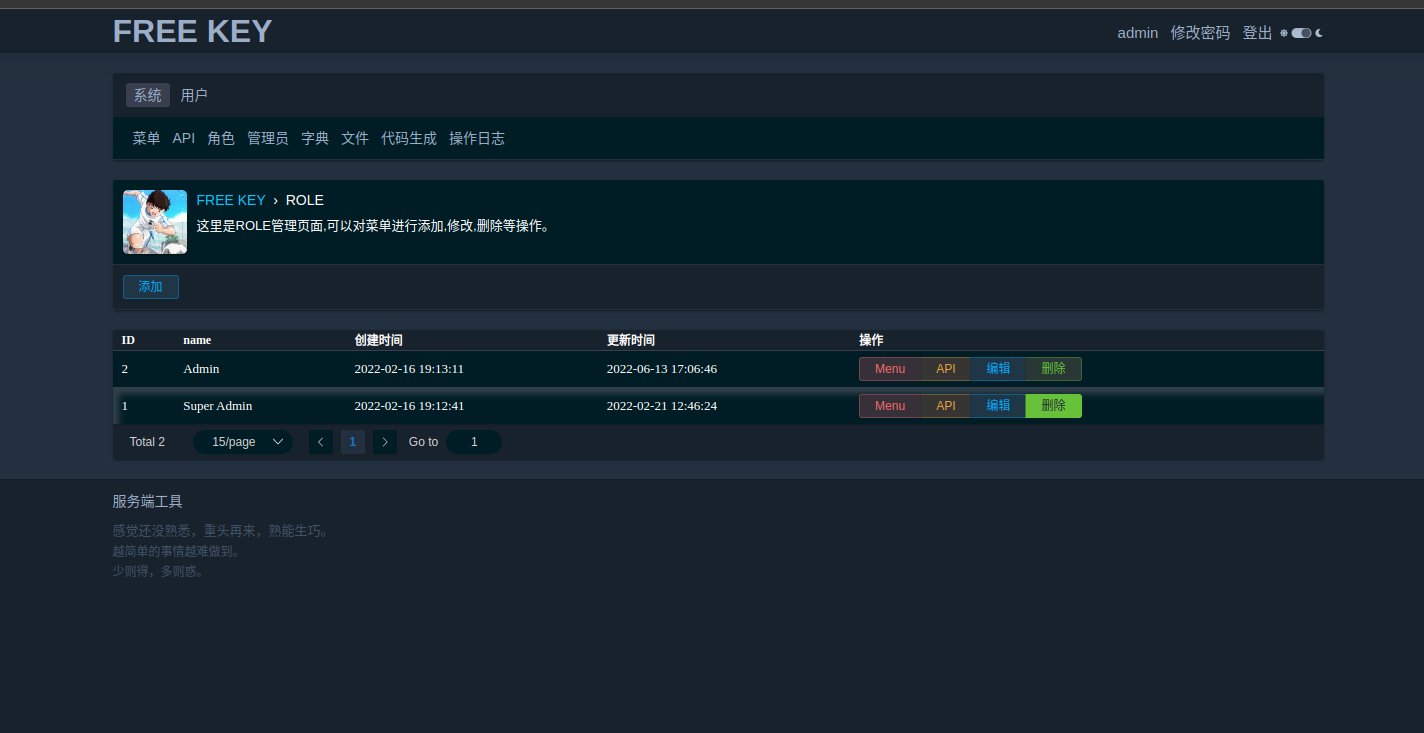 FREE KEY
admin 修改密码 登出
系统 用户
菜单 API 角色 管理员 字典 文件 代码生成 操作日志
FREE KEY › ROLE
这里是ROLE管理页面,可以对菜单进行添加,修改,删除等操作。
添加
ID name 创建时间 更新时间 操作
2 Admin 2022-02-16 19:13:11 2022-06-13 17:06:46 Menu API 编辑 删除
1 Super Admin 2022-02-16 19:12:41 2022-02-21 12:46:24 Menu API 编辑 删除
Total 2 15/page 1 Go to 1
服务端工具
感觉还没熟悉，重头再来，熟能生巧。
越简单的事情越难做到。
少则得，多则惑。